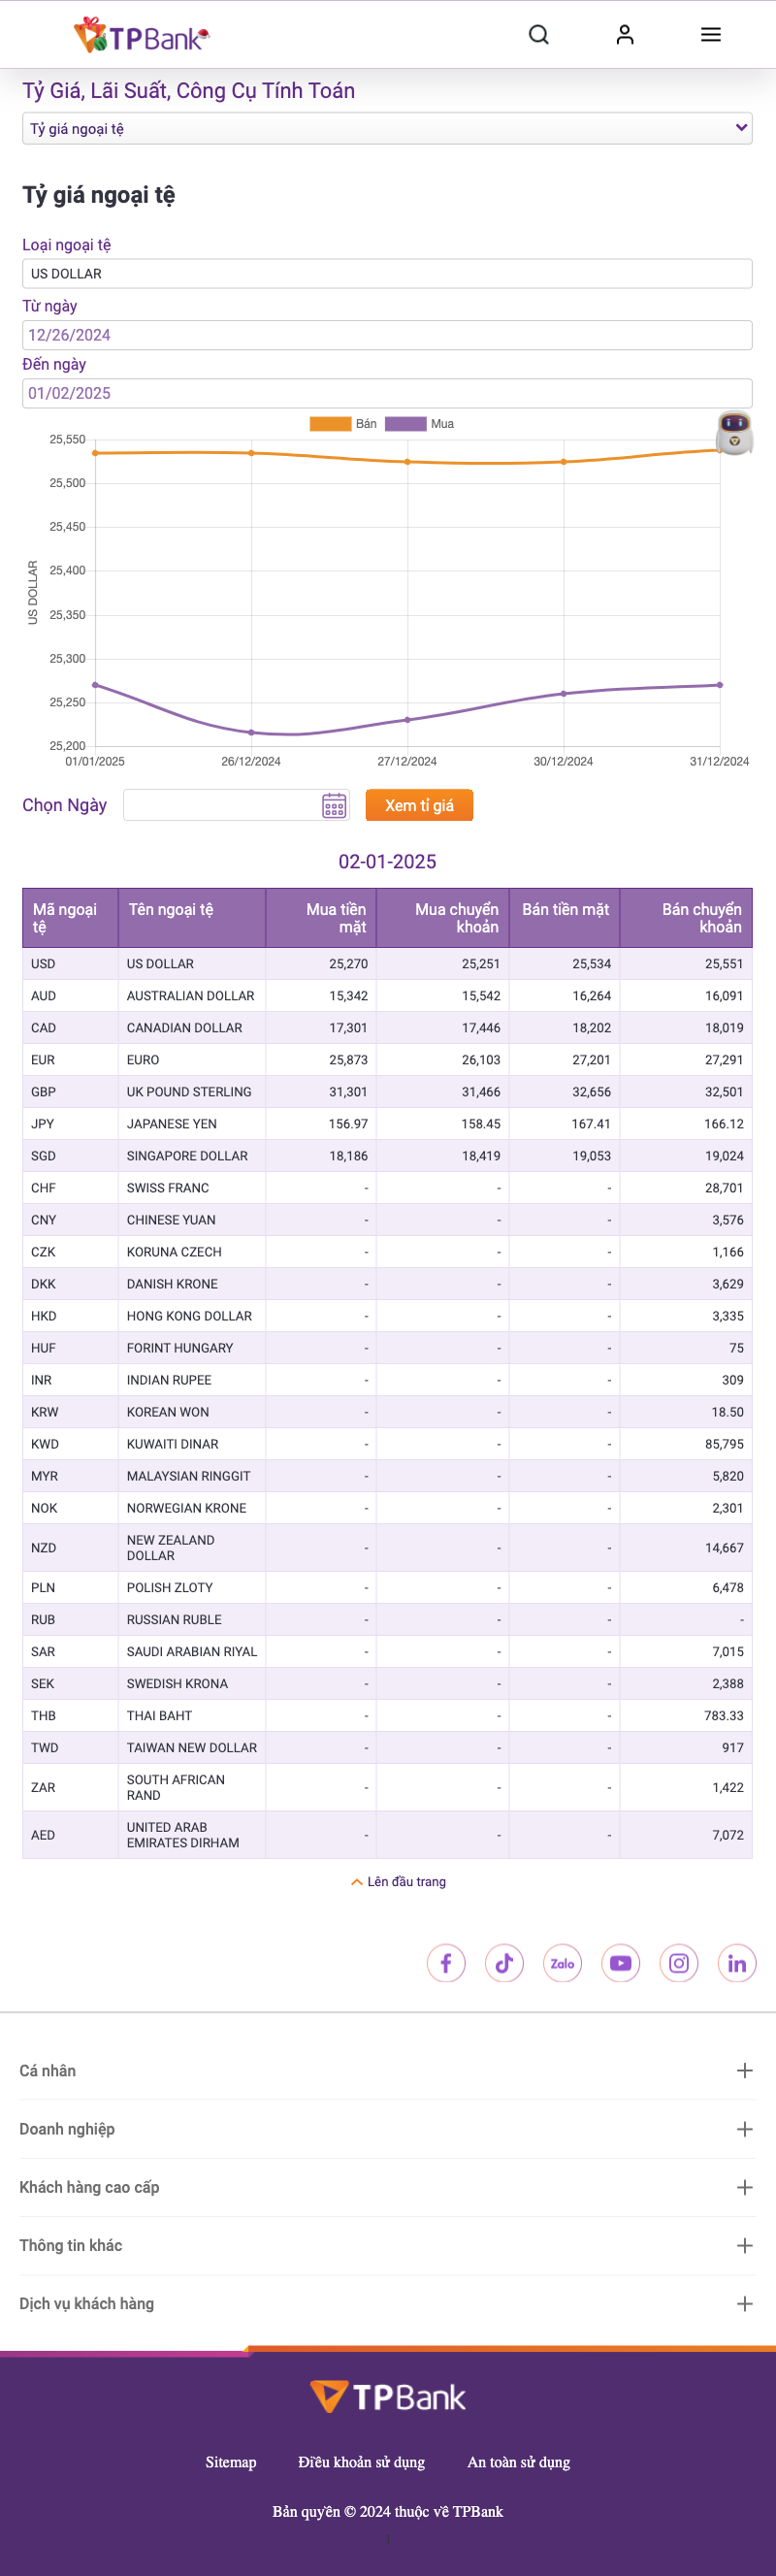 TPBank
Tỷ Giá, Lãi Suất, Công Cụ Tính Toán
Tỷ giá ngoại tệ
Tỷ giá ngoại tệ
Loại ngoại tệ
US DOLLAR
Từ ngày
12/26/2024
Đến ngày
01/02/2025
Bán Mua
25,550
25,500
25,450
25,400
25,350
25,300
25,250
25,200
US DOLLAR
01/01/2025 26/12/2024 27/12/2024 30/12/2024 31/12/2024
Chọn Ngày Xem tỉ giá
02-01-2025
Mã ngoại tệ Tên ngoại tệ Mua tiền mặt Mua chuyển khoản Bán tiền mặt Bán chuyển khoản
USD US DOLLAR 25,270 25,251 25,534 25,551
AUD AUSTRALIAN DOLLAR 15,342 15,542 16,264 16,091
CAD CANADIAN DOLLAR 17,301 17,446 18,202 18,019
EUR EURO 25,873 26,103 27,201 27,291
GBP UK POUND STERLING 31,301 31,466 32,656 32,501
JPY JAPANESE YEN 156.97 158.45 167.41 166.12
SGD SINGAPORE DOLLAR 18,186 18,419 19,053 19,024
CHF SWISS FRANC - - - 28,701
CNY CHINESE YUAN - - - 3,576
CZK KORUNA CZECH - - - 1,166
DKK DANISH KRONE - - - 3,629
HKD HONG KONG DOLLAR - - - 3,335
HUF FORINT HUNGARY - - - 75
INR INDIAN RUPEE - - - 309
KRW KOREAN WON - - - 18.50
KWD KUWAITI DINAR - - - 85,795
MYR MALAYSIAN RINGGIT - - - 5,820
NOK NORWEGIAN KRONE - - - 2,301
NZD NEW ZEALAND DOLLAR - - - 14,667
PLN POLISH ZLOTY - - - 6,478
RUB RUSSIAN RUBLE - - - -
SAR SAUDI ARABIAN RIYAL - - - 7,015
SEK SWEDISH KRONA - - - 2,388
THB THAI BAHT - - - 783.33
TWD TAIWAN NEW DOLLAR - - - 917
ZAR SOUTH AFRICAN RAND - - - 1,422
AED UNITED ARAB EMIRATES DIRHAM - - - 7,072
Lên đầu trang
Zalo
Cá nhân
Doanh nghiệp
Khách hàng cao cấp
Thông tin khác
Dịch vụ khách hàng
TPBank
Sitemap Điều khoản sử dụng An toàn sử dụng
Bản quyền © 2024 thuộc về TPBank